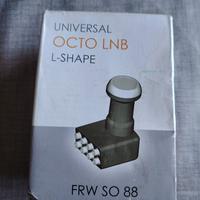 UNIVERSAL
OCTO LNB
L-SHAPE
FRW SO 88